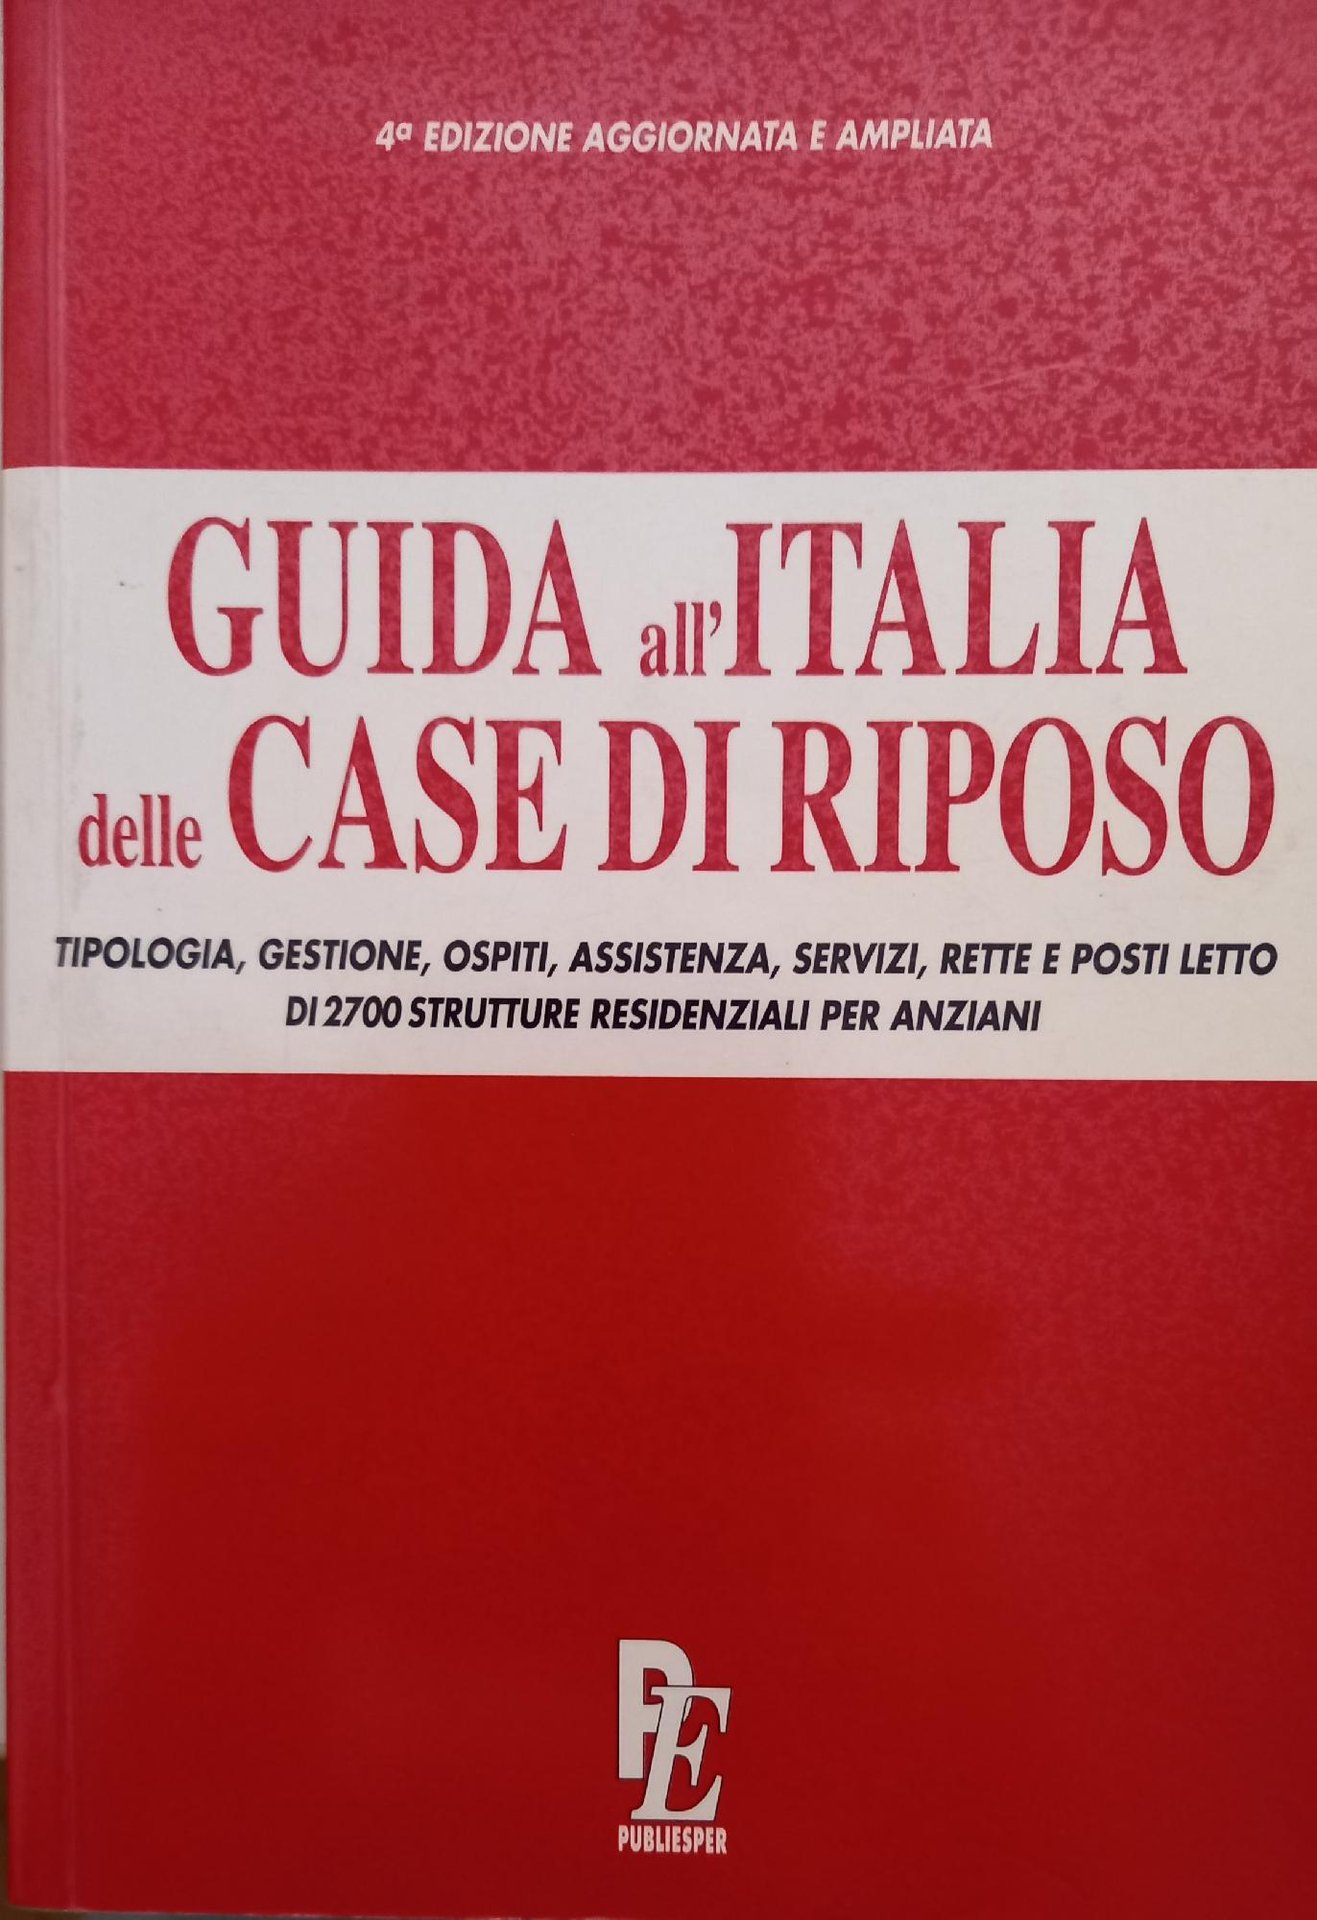 4ª EDIZIONE AGGIORNATA E AMPLIATA
GUIDA all'ITALIA
delle CASE DI RIPOSO
TIPOLOGIA, GESTIONE, OSPITI, ASSISTENZA, SERVIZI, RETTE E POSTI LETTO
DI 2700 STRUTTURE RESIDENZIALI PER ANZIANI
PE
PUBLIESPER